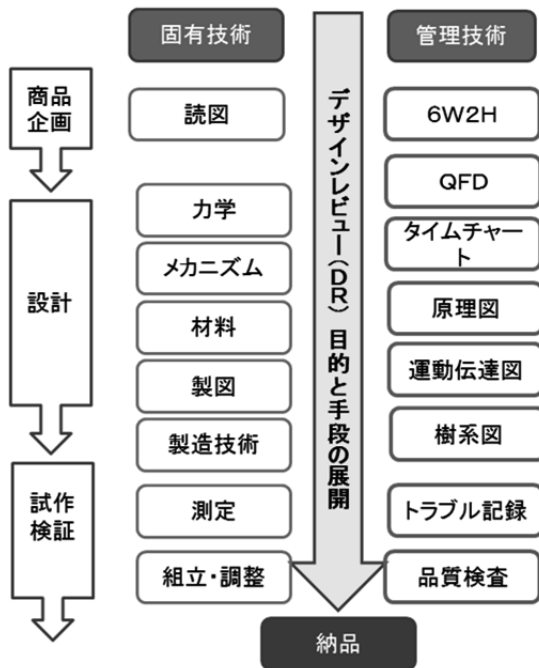 固有技術
管理技術
商品
企画
読図
6W2H
QFD
力学
タイムチャー
ト
メカニズム
設計
原理図
材料
運動伝達図
製図
樹系図
製造技術
試作
検証
測定
トラブル記録
組立・調整
品質検査
デザインレビュー(DR) 目的と手段の展開
納品